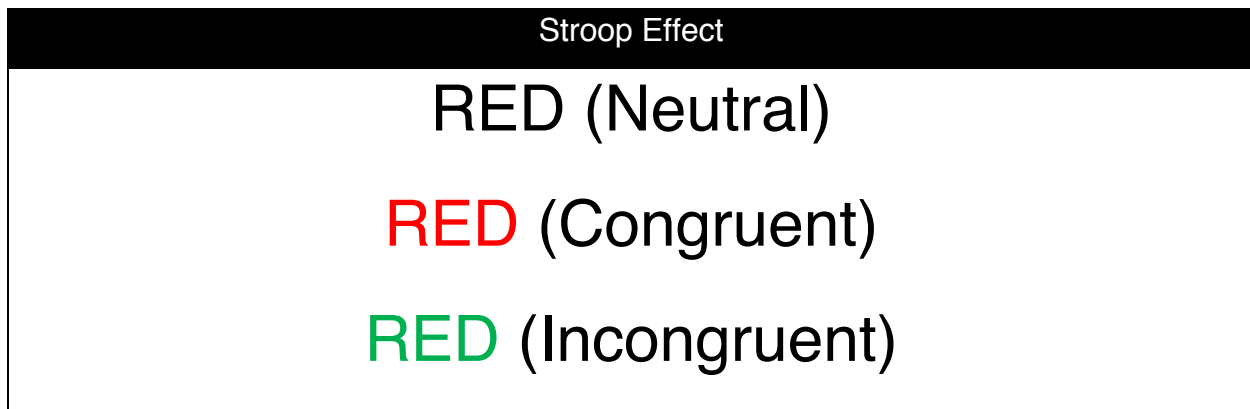 Stroop Effect
RED (Neutral)
RED (Congruent)
RED (Incongruent)